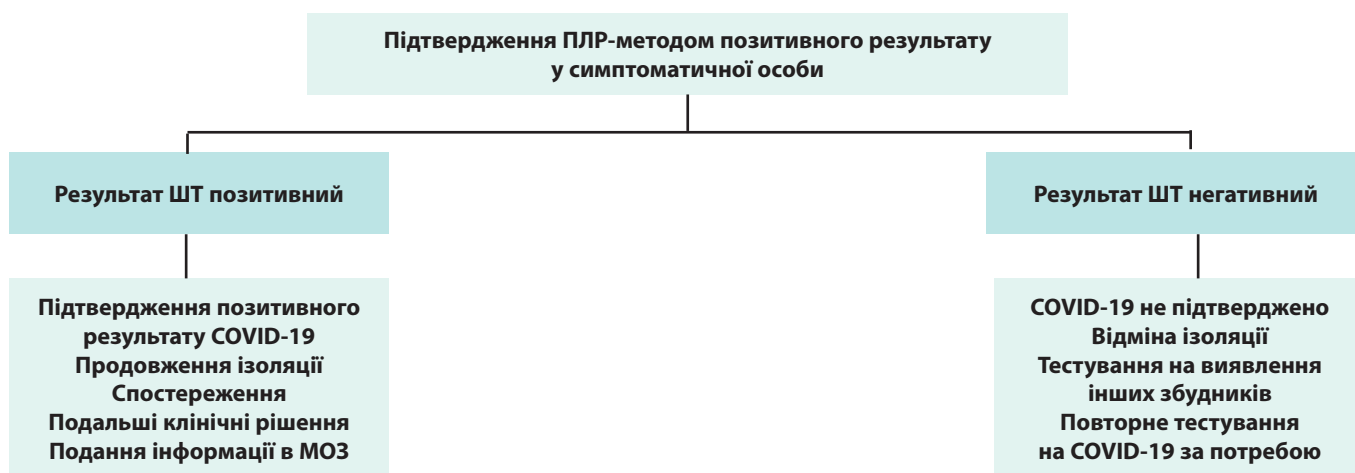 Підтвердження ПЛР-методом позитивного результату
у симптоматичної особи
Результат ШТ позитивний
Результат ШТ негативний
Підтвердження позитивного
результату COVID-19
Продовження ізоляції
Спостереження
Подальші клінічні рішення
Подання інформації в МОЗ
COVID-19 не підтверджено
Відміна ізоляції
Тестування на виявлення
інших збудників
Повторне тестування
на COVID-19 за потребою